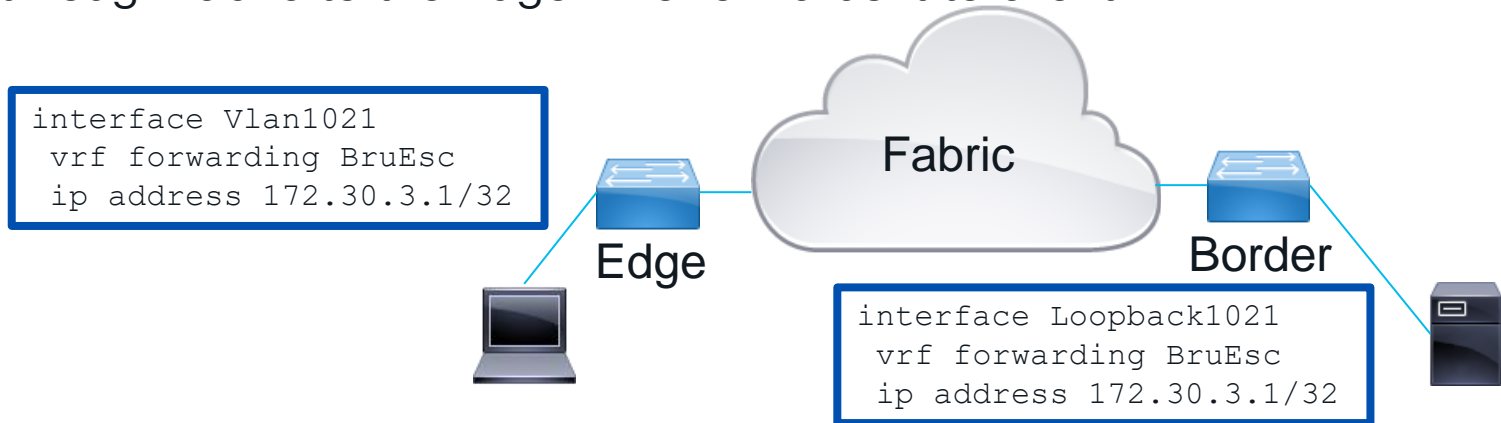 interface Vlan1021
vrf forwarding BruEsc
ip address 172.30.3.1/32
Fabric
Edge
Border
interface Loopback1021
vrf forwarding BruEsc
ip address 172.30.3.1/32